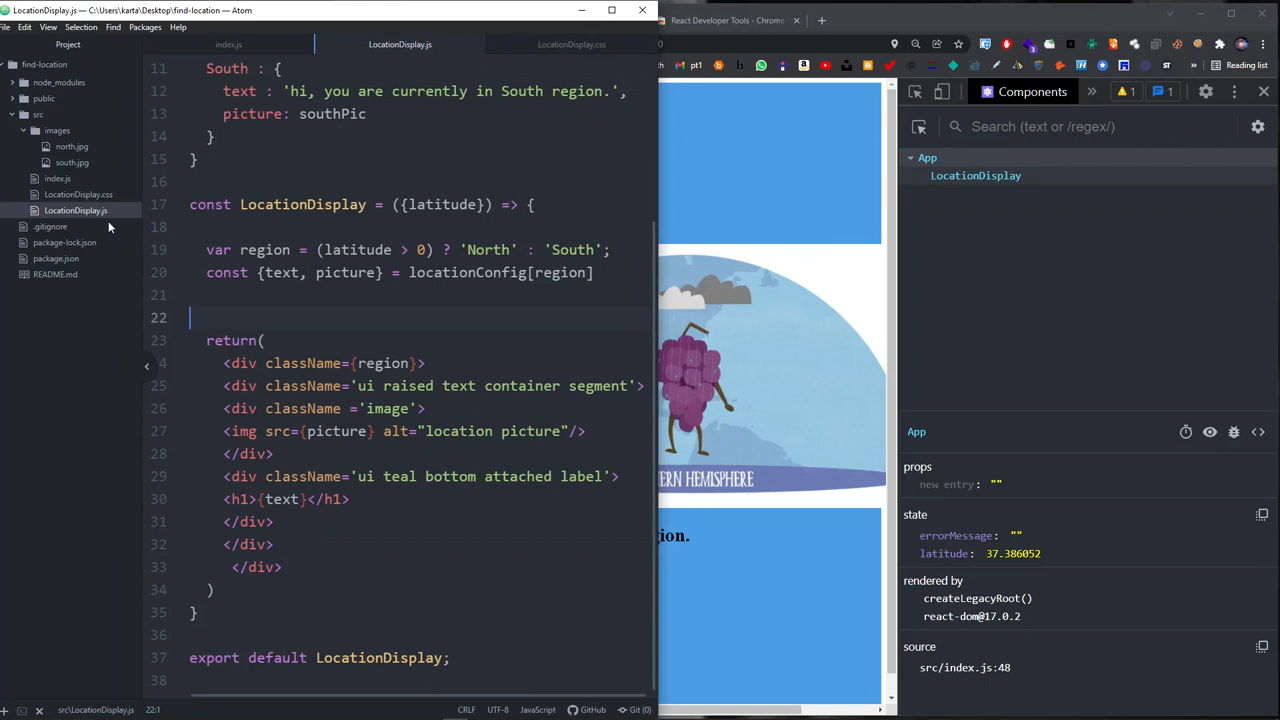 LocationDisplay.js — C:\Users\karta\Desktop\find-location — Atom
File Edit View Selection Find Packages Help
Project
find-location
node_modules
public
src
images
north.jpg
south.jpg
index.js
LocationDisplay.css
LocationDisplay.js
.gitignore
package-lock.json
package.json
README.md
index.js LocationDisplay.js LocationDisplay.css
11 South : {
12 text : 'hi, you are currently in South region.',
13 picture: southPic
14 }
15 }
16
17 const LocationDisplay = ({latitude}) => {
18
19 var region = (latitude > 0) ? 'North' : 'South';
20 const {text, picture} = locationConfig[region]
21
22
23 return(
24 <div className={region}>
25 <div className='ui raised text container segment'>
26 <div className ='image'>
27 <img src={picture} alt="location picture"/>
28 </div>
29 <div className='ui teal bottom attached label'>
30 <h1>{text}</h1>
31 </div>
32 </div>
33 </div>
34 )
35 }
36
37 export default LocationDisplay;
38
src\LocationDisplay.js 22:1 CRLF UTF-8 JavaScript GitHub Git (0)
React Developer Tools - Chrome
pt1
Reading list
ERN HEMISPHERE
ion.
Components
1 1
Search (text or /regex/)
App
LocationDisplay
App
props
new entry: ""
state
errorMessage: ""
latitude: 37.386052
rendered by
createLegacyRoot()
react-dom@17.0.2
source
src/index.js:48